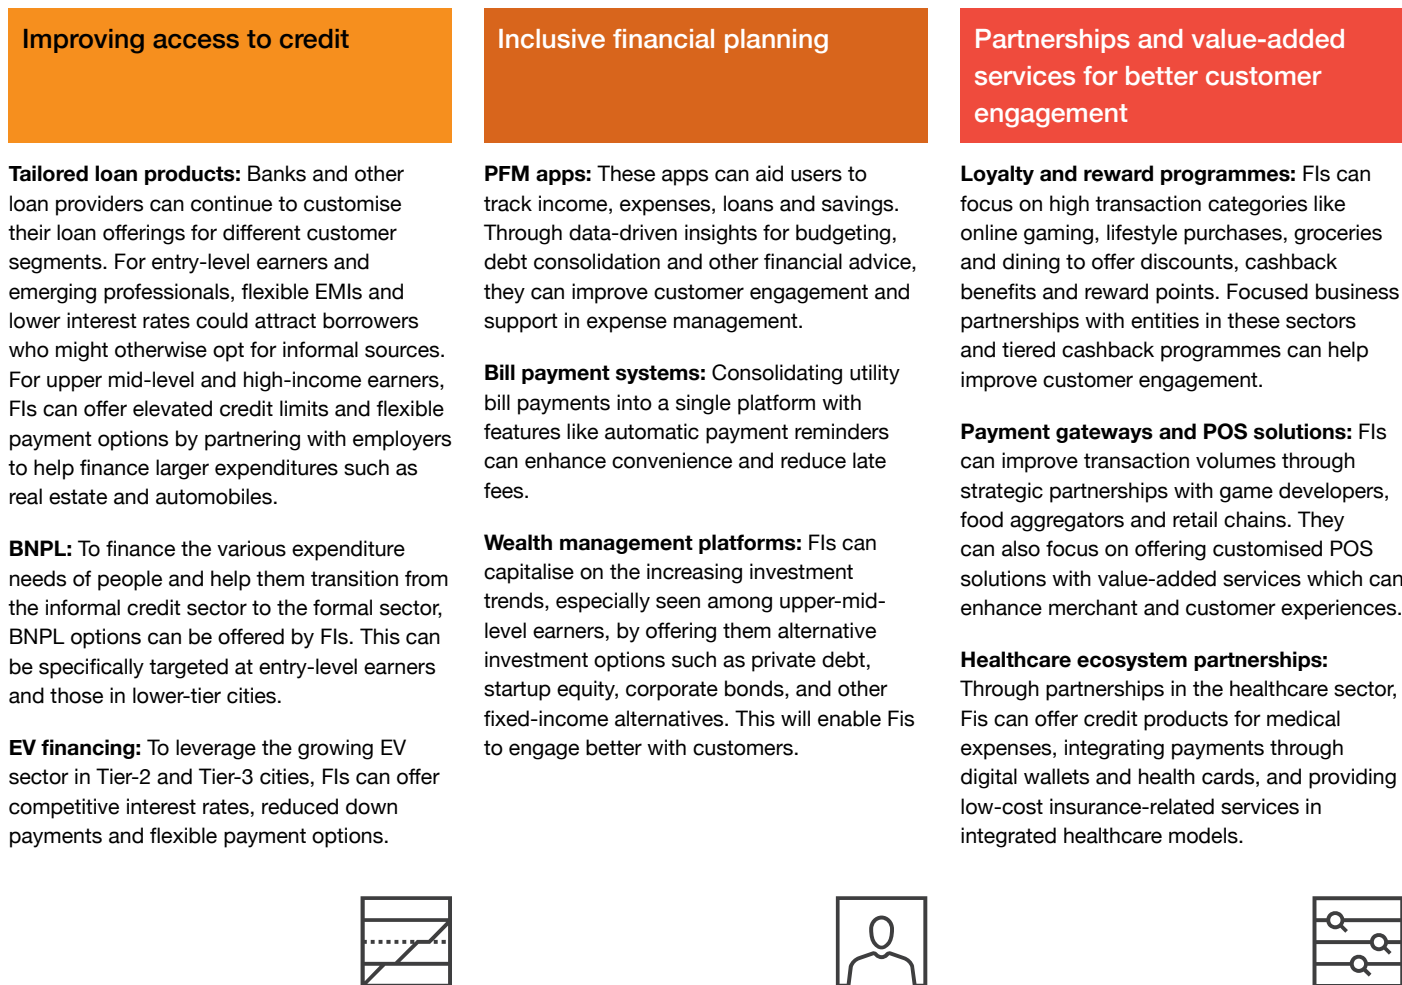 Improving access to credit
Tailored loan products: Banks and other
loan providers can continue to customise
their loan offerings for different customer
segments. For entry-level earners and
emerging professionals, flexible EMIs and
lower interest rates could attract borrowers
who might otherwise opt for informal sources.
For upper mid-level and high-income earners,
FIs can offer elevated credit limits and flexible
payment options by partnering with employers
to help finance larger expenditures such as
real estate and automobiles.
BNPL: To finance the various expenditure
needs of people and help them transition from
the informal credit sector to the formal sector,
BNPL options can be offered by FIs. This can
be specifically targeted at entry-level earners
and those in lower-tier cities.
EV financing: To leverage the growing EV
sector in Tier-2 and Tier-3 cities, FIs can offer
competitive interest rates, reduced down
payments and flexible payment options.
Inclusive financial planning
PFM apps: These apps can aid users to
track income, expenses, loans and savings.
Through data-driven insights for budgeting,
debt consolidation and other financial advice,
they can improve customer engagement and
support in expense management.
Bill payment systems: Consolidating utility
bill payments into a single platform with
features like automatic payment reminders
can enhance convenience and reduce late
fees.
Wealth management platforms: FIs can
capitalise on the increasing investment
trends, especially seen among upper-mid-
level earners, by offering them alternative
investment options such as private debt,
startup equity, corporate bonds, and other
fixed-income alternatives. This will enable Fis
to engage better with customers.
Partnerships and value-added
services for better customer
engagement
Loyalty and reward programmes: FIs can
focus on high transaction categories like
online gaming, lifestyle purchases, groceries
and dining to offer discounts, cashback
benefits and reward points. Focused business
partnerships with entities in these sectors
and tiered cashback programmes can help
improve customer engagement.
Payment gateways and POS solutions: FIs
can improve transaction volumes through
strategic partnerships with game developers,
food aggregators and retail chains. They
can also focus on offering customised POS
solutions with value-added services which can
enhance merchant and customer experiences.
Healthcare ecosystem partnerships:
Through partnerships in the healthcare sector,
Fis can offer credit products for medical
expenses, integrating payments through
digital wallets and health cards, and providing
low-cost insurance-related services in
integrated healthcare models.